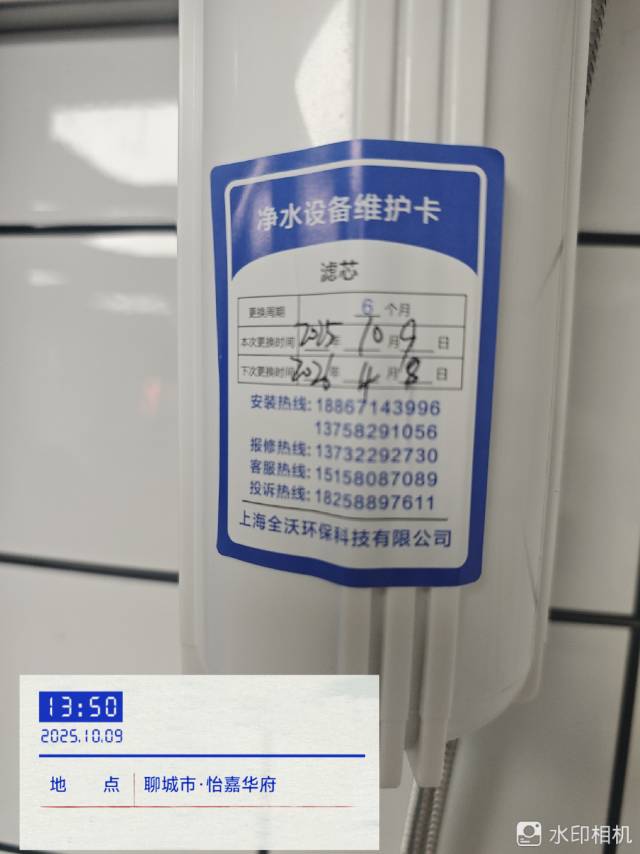 净水设备维护卡
滤芯
更换周期 6 个月
本次更换时间 2025 年 10 月 9 日
下次更换时间 2026 年 4 月 8 日
安装热线: 18867143996
13758291056
报修热线: 13732292730
客服热线: 15158087089
投诉热线: 18258897611
上海全沃环保科技有限公司
13:50
2025.10.09
地 点 聊城市·怡嘉华府
水印相机